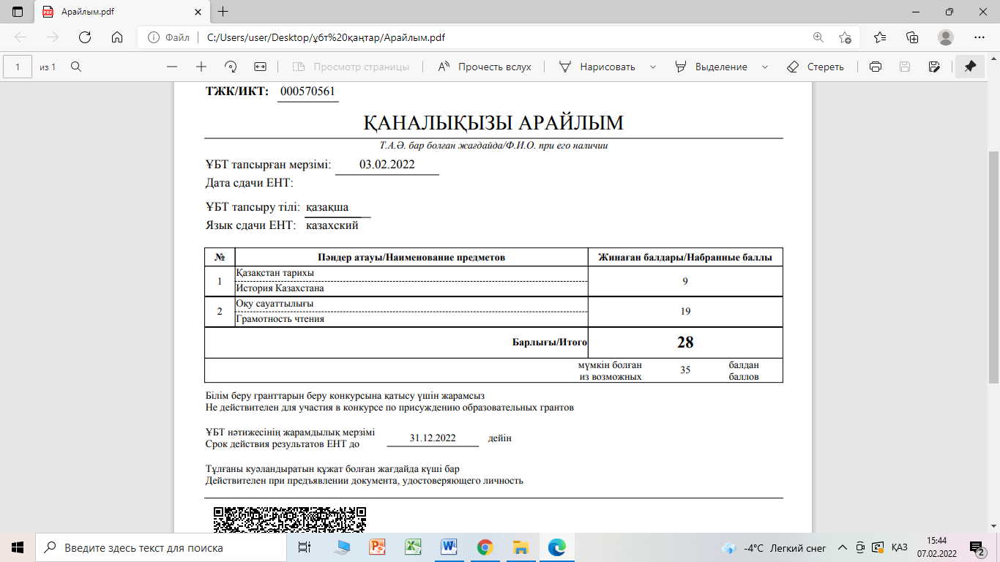 Арайлым.pdf
Файл C:/Users/user/Desktop/ұбт%20қаңтар/Арайлым.pdf
1 из 1 Просмотр страницы Прочесть вслух Нарисовать Выделение Стереть
ТЖК/ИКТ: 000570561
ҚАНАЛЫҚЫЗЫ АРАЙЛЫМ
Т.А.Ә. бар болған жағдайда/Ф.И.О. при его наличии
ҰБТ тапсырған мерзімі: 03.02.2022
Дата сдачи ЕНТ:
ҰБТ тапсыру тілі: қазақша
Язык сдачи ЕНТ: казахский
№ Пәндер атауы/Наименование предметов Жинаған балдары/Набранные баллы
1 Қазақстан тарихы 9
История Казахстана
2 Оқу сауаттылығы 19
Грамотность чтения
Барлығы/Итого 28
мүмкін болған 35 балдан
из возможных баллов
Білім беру гранттарын беру конкурсына қатысу үшін жарамсыз
Не действителен для участия в конкурсе по присуждению образовательных грантов
ҰБТ нәтижесінің жарамдылық мерзімі
Срок действия результатов ЕНТ до 31.12.2022 дейін
Тұлғаны куәландыратын құжат болған жағдайда күші бар
Действителен при предъявлении документа, удостоверяющего личность
Введите здесь текст для поиска
-4°C Легкий снег ҚАЗ 15:44
07.02.2022 2